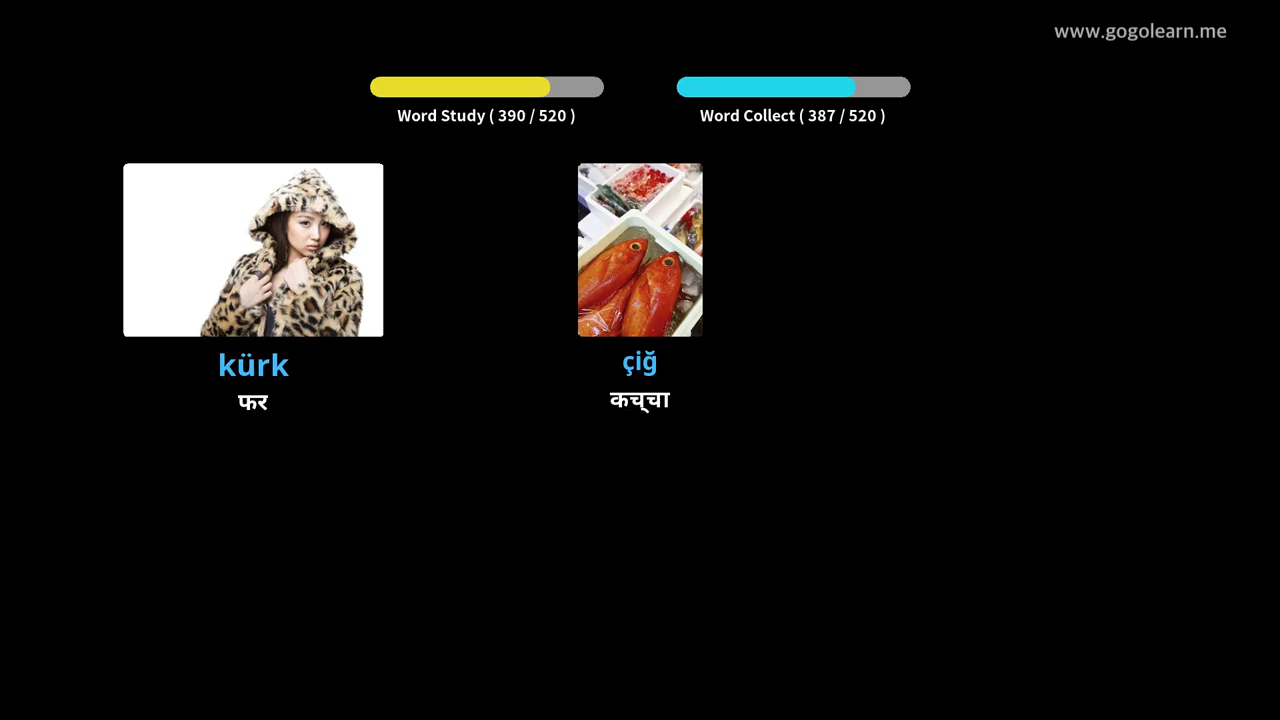 www.gogolearn.me
Word Study ( 390 / 520 )
Word Collect ( 387 / 520 )
kürk
फर
çiğ
कच्चा